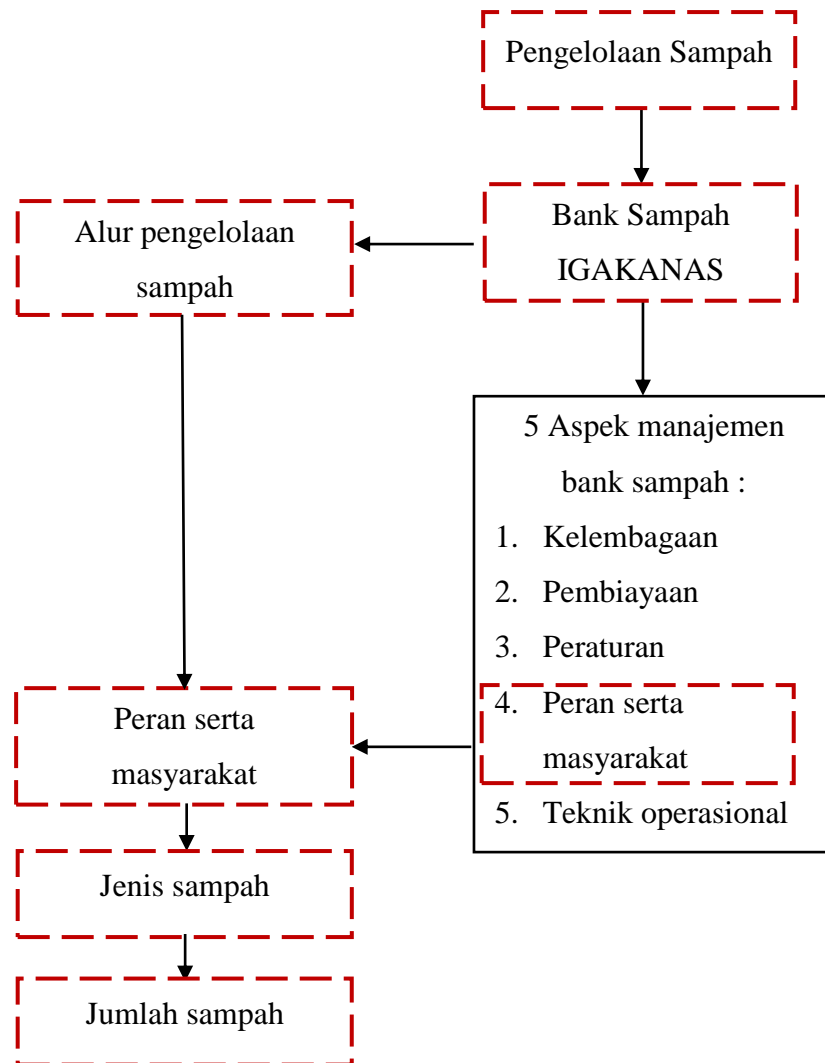 Pengelolaan Sampah
Bank Sampah
IGAKANAS
Alur pengelolaan
sampah
5 Aspek manajemen
bank sampah :
1. Kelembagaan
2. Pembiayaan
3. Peraturan
4. Peran serta
masyarakat
5. Teknik operasional
Peran serta
masyarakat
Jenis sampah
Jumlah sampah